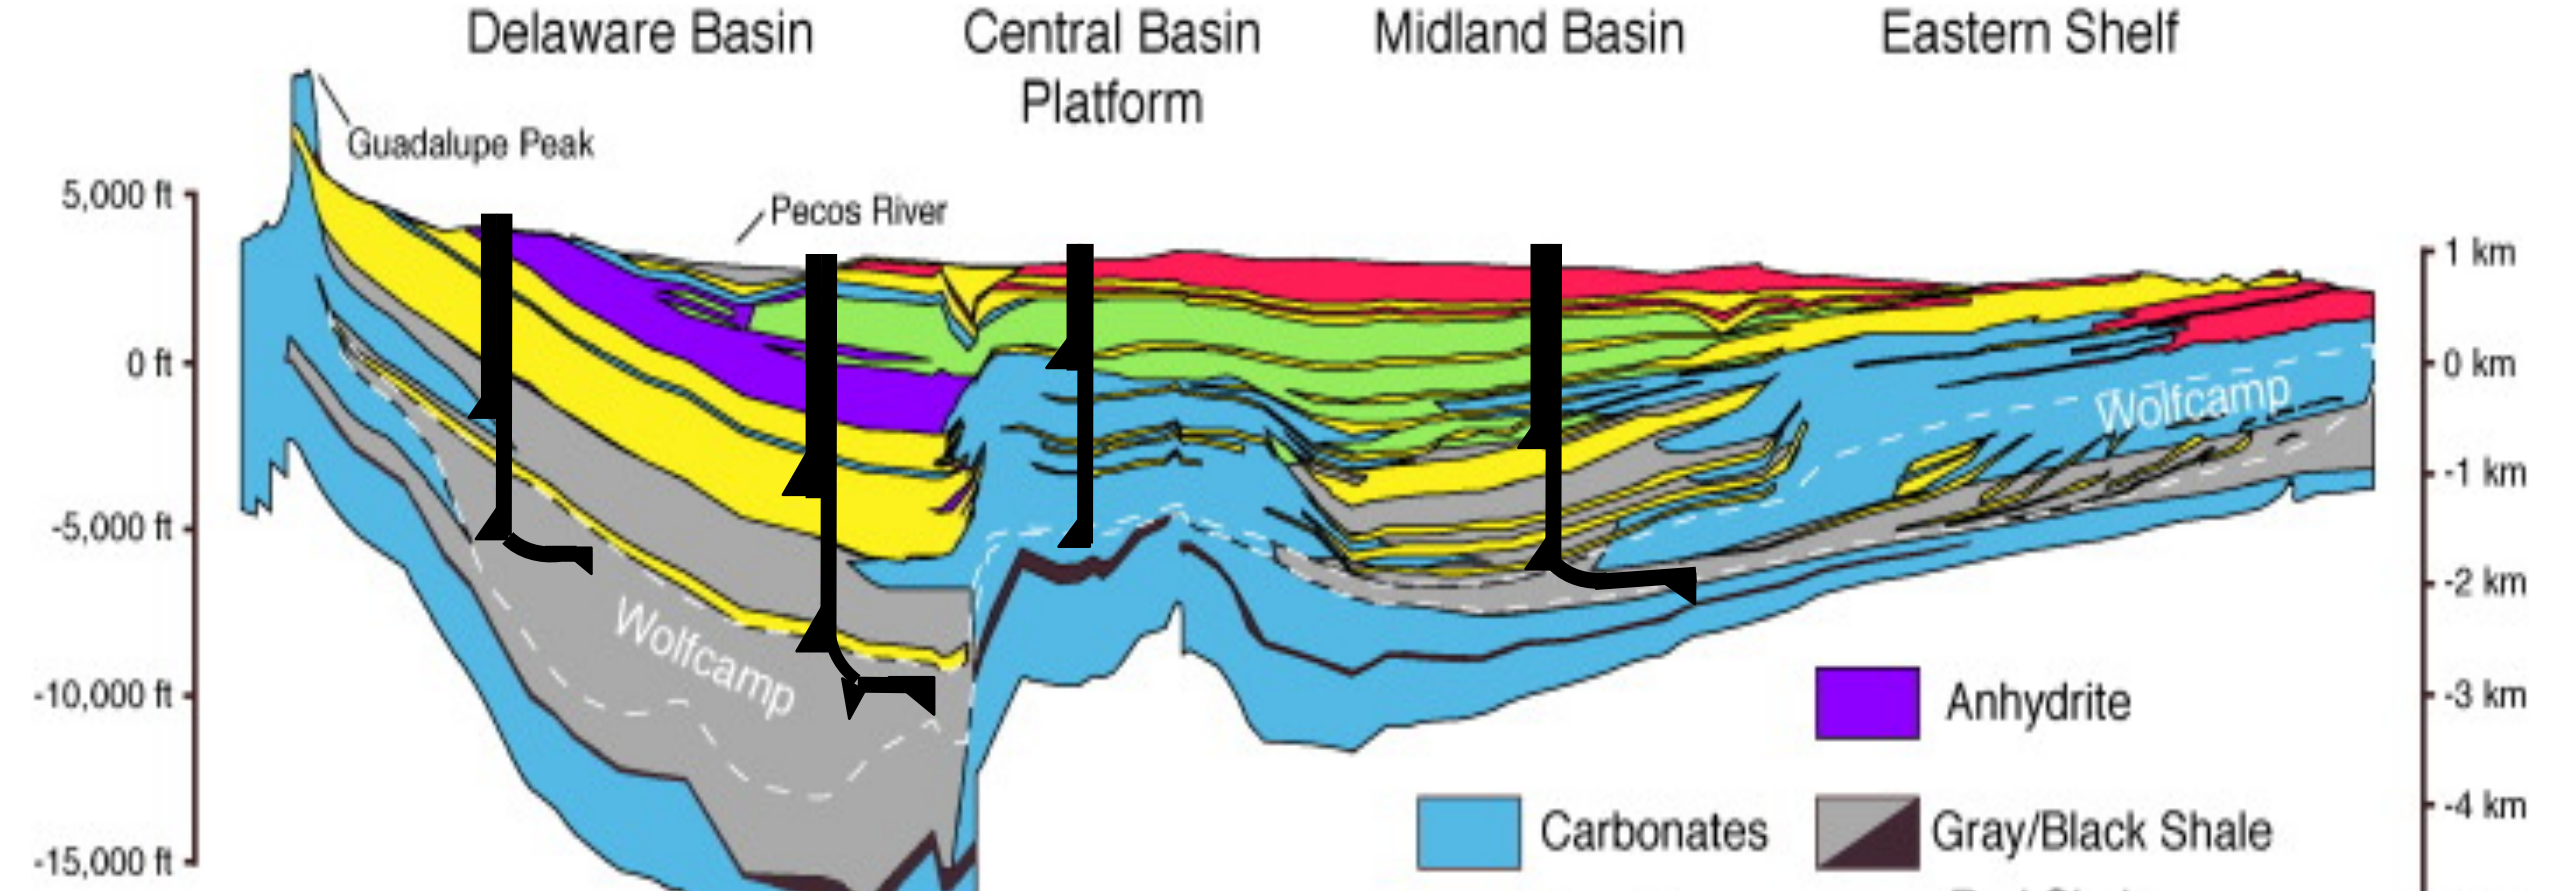 Delaware Basin
Central Basin
Platform
Midland Basin
Eastern Shelf
Guadalupe Peak
Pecos River
5,000 ft
0 ft
-5,000 ft
-10,000 ft
-15,000 ft
1 km
0 km
-1 km
-2 km
-3 km
-4 km
Wolfcamp
Wolfcamp
Anhydrite
Carbonates
Gray/Black Shale